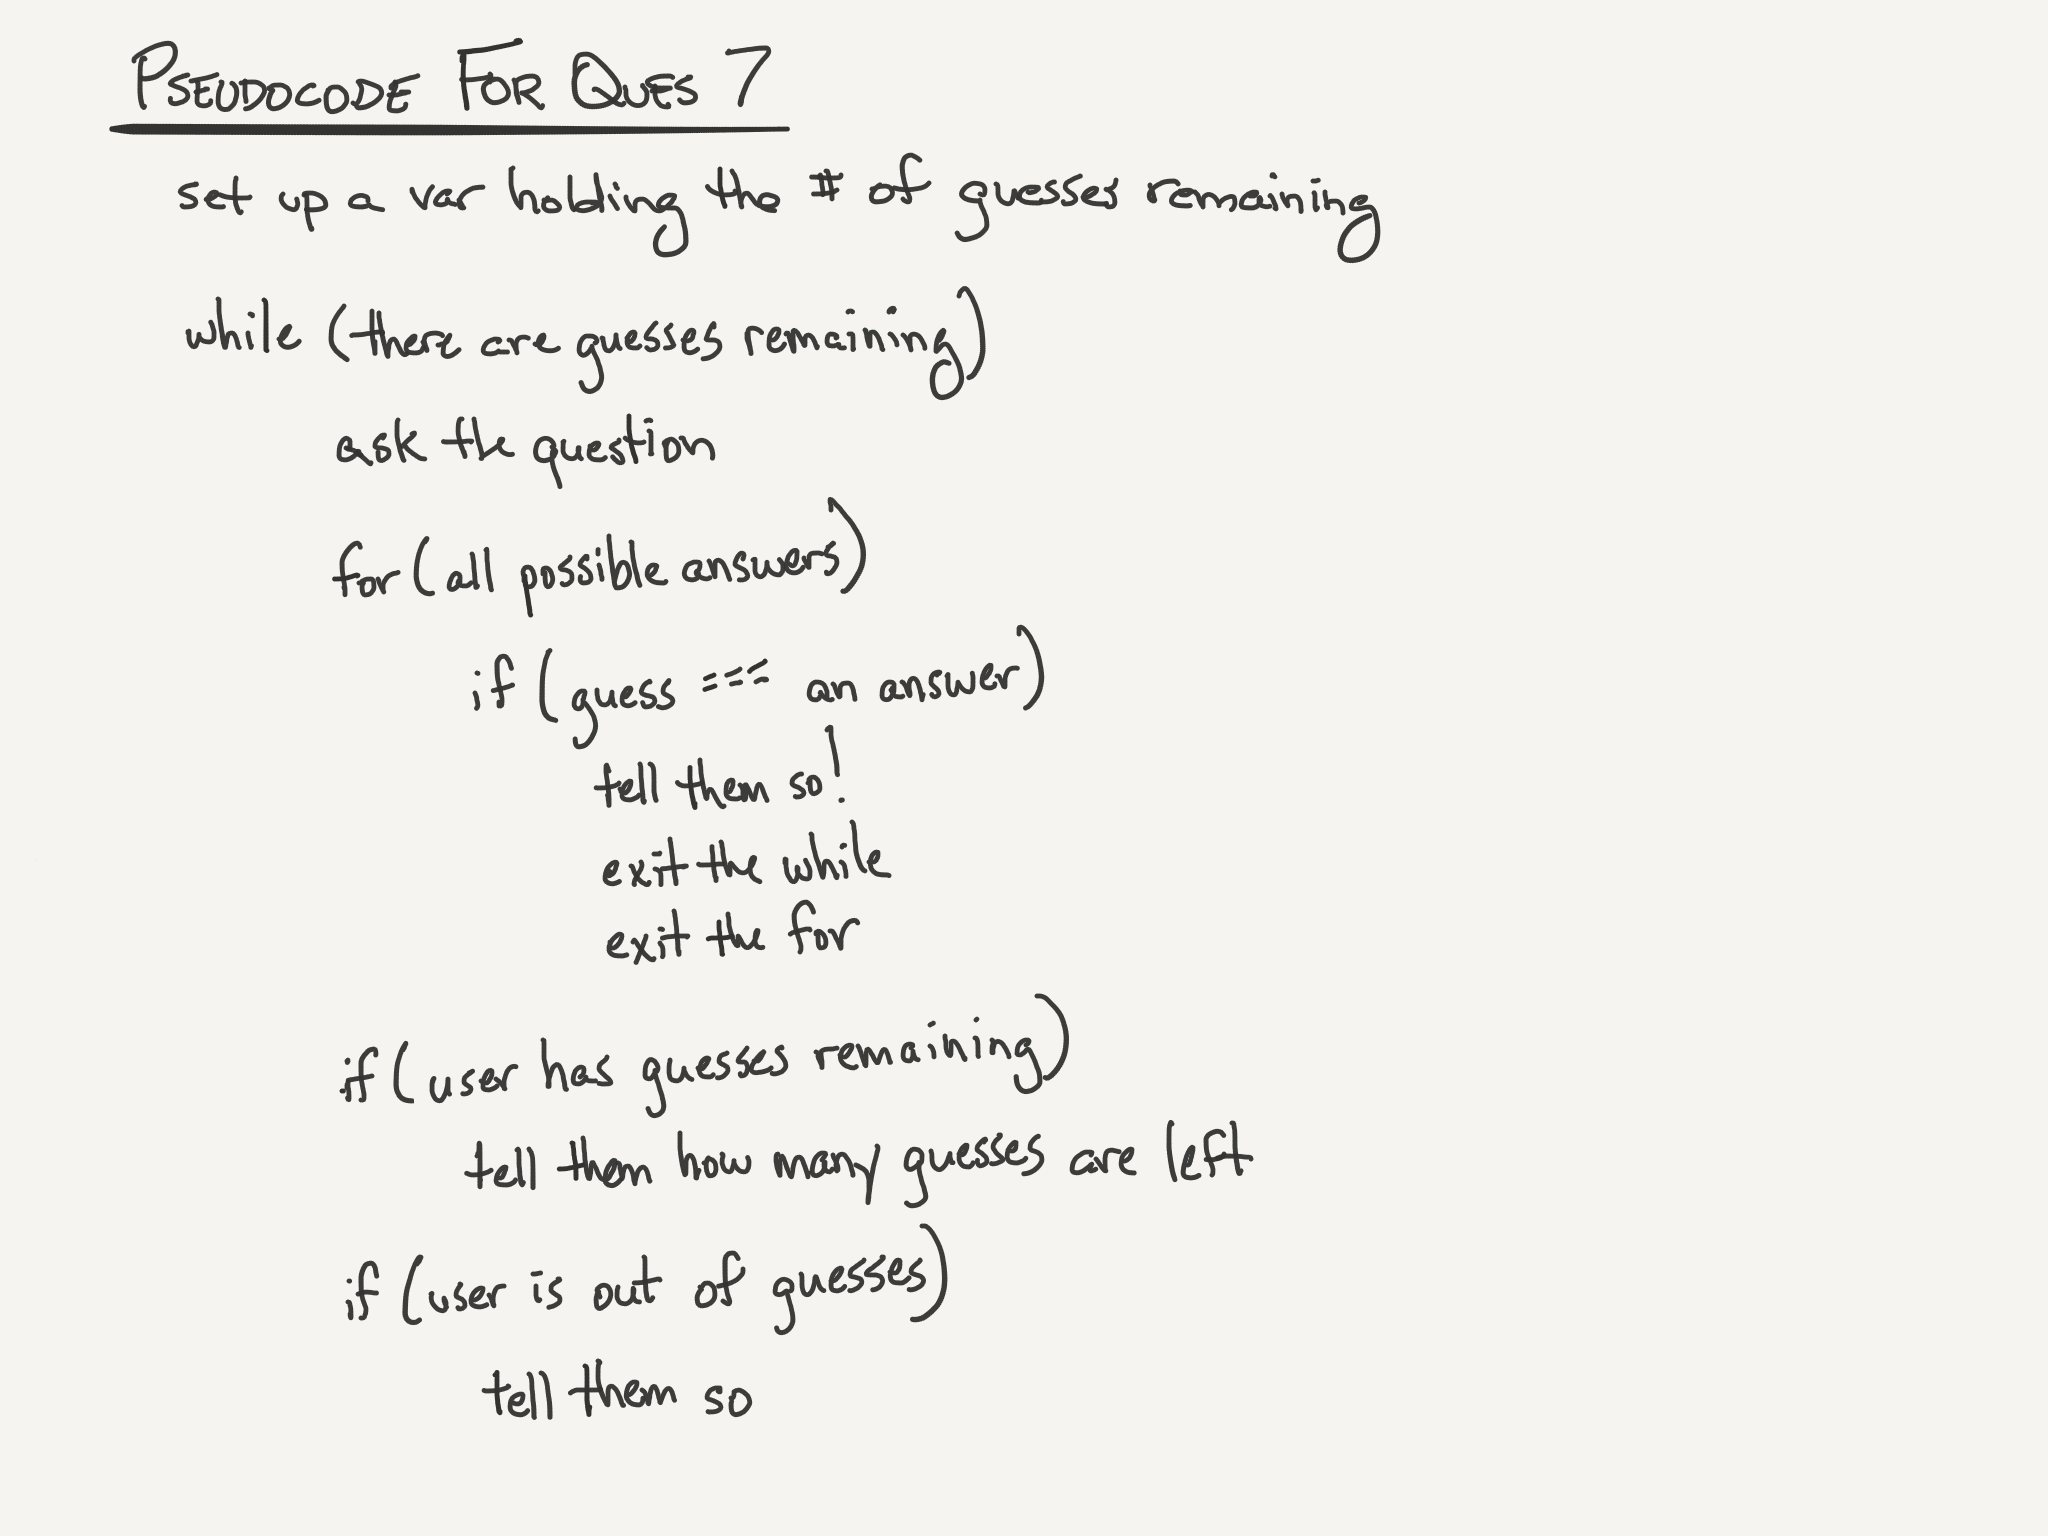 PSEUDOCODE FOR QUES 7
set up a var holding the # of guesses remaining
while (there are guesses remaining)
ask the question
for (all possible answers)
if (guess === an answer)
tell them so!
exit the while
exit the for
if (user has guesses remaining)
tell them how many guesses are left
if (user is out of guesses)
tell them so